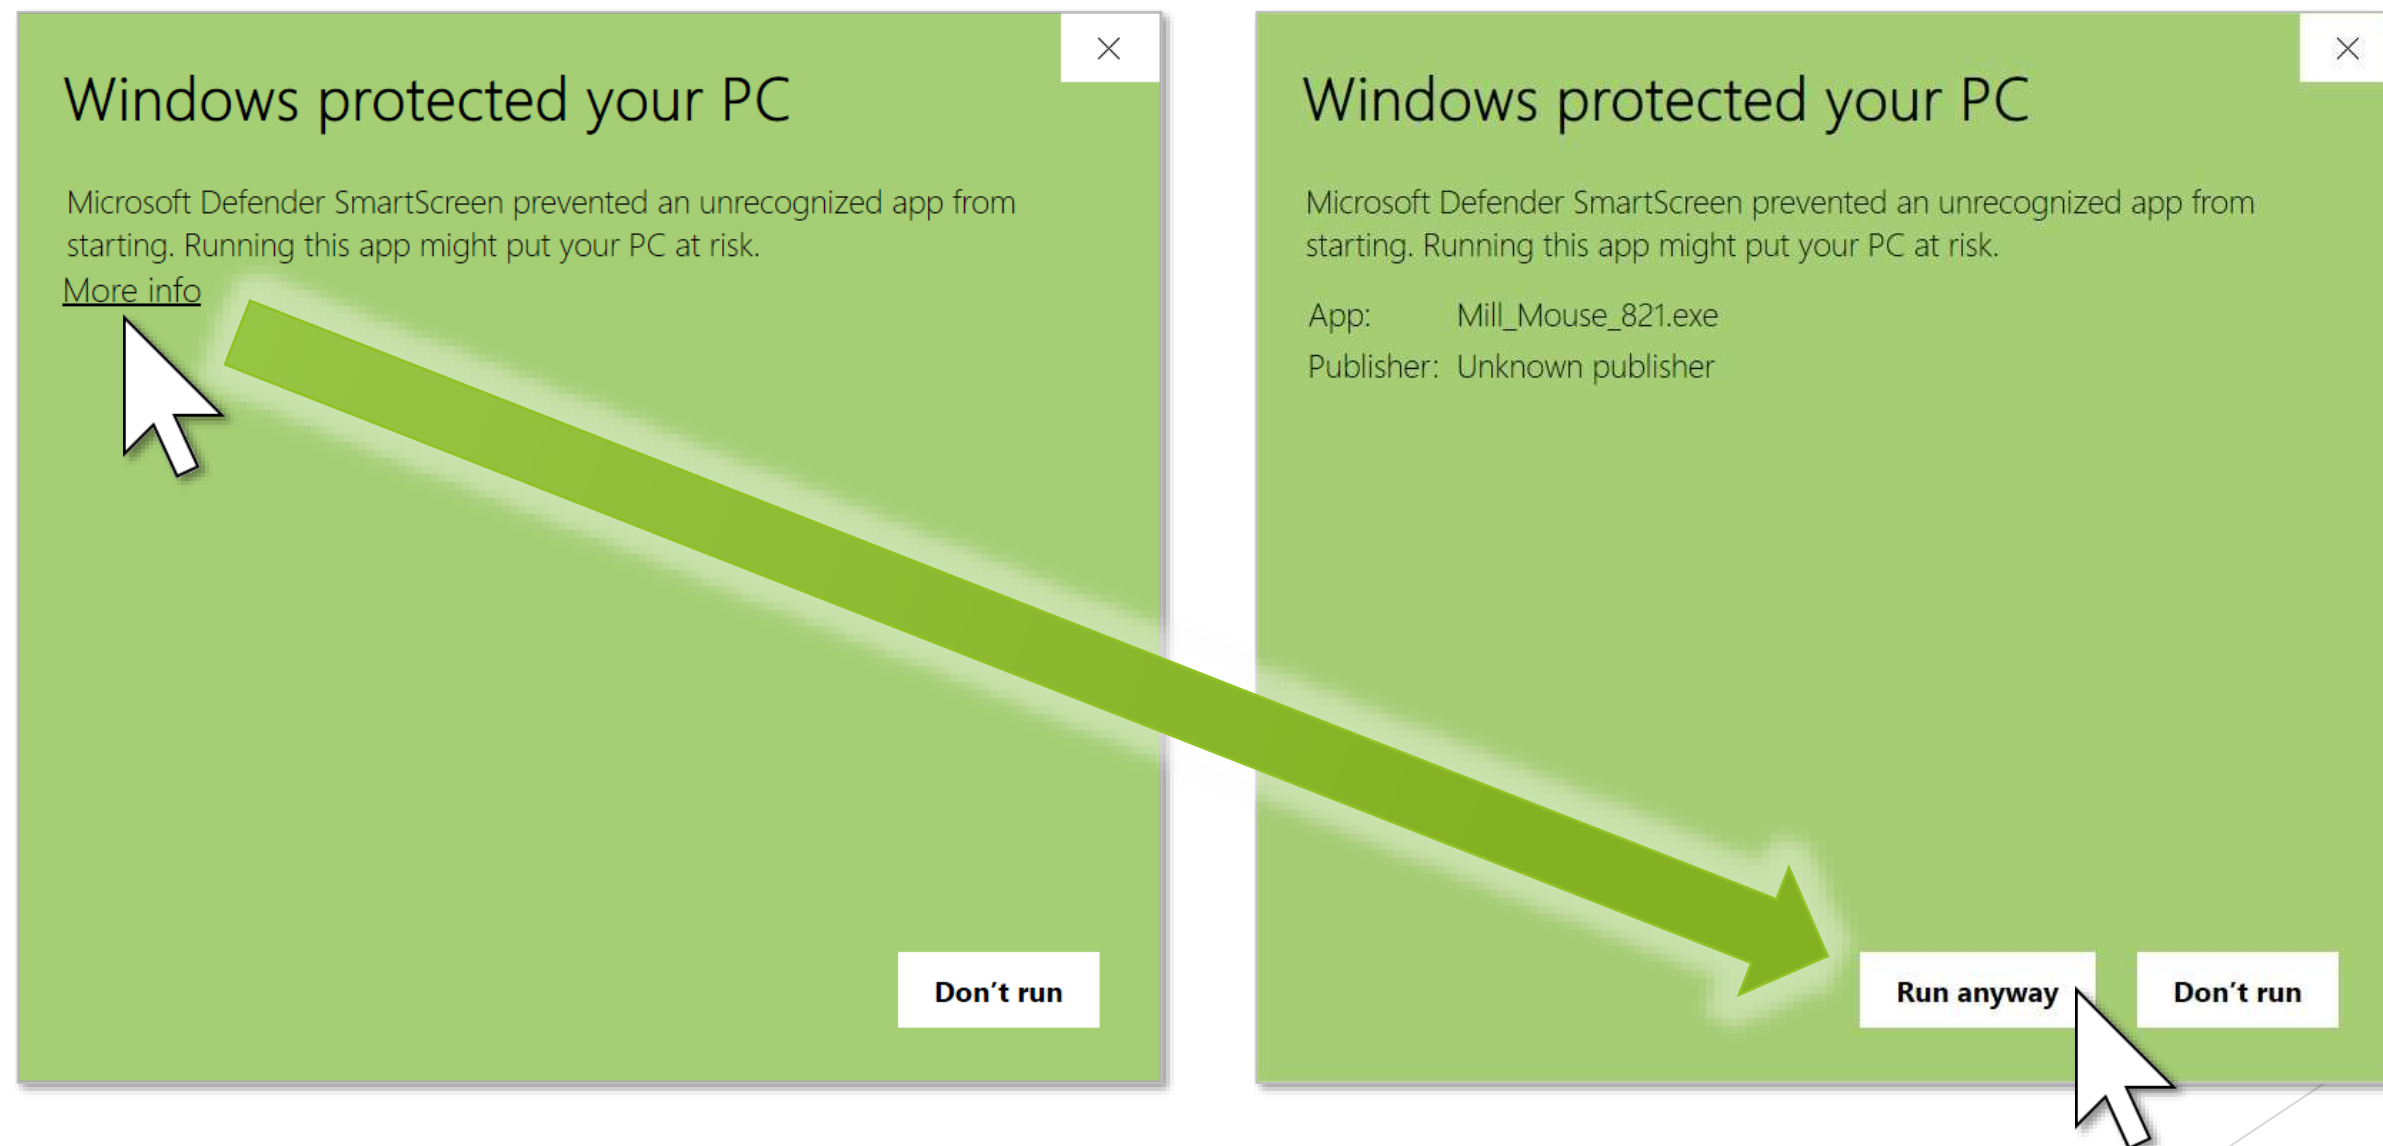 Windows protected your PC
Microsoft Defender SmartScreen prevented an unrecognized app from
starting. Running this app might put your PC at risk.
More info
Don't run
Windows protected your PC
Microsoft Defender SmartScreen prevented an unrecognized app from
starting. Running this app might put your PC at risk.
App: Mill_Mouse_821.exe
Publisher: Unknown publisher
Run anyway Don't run